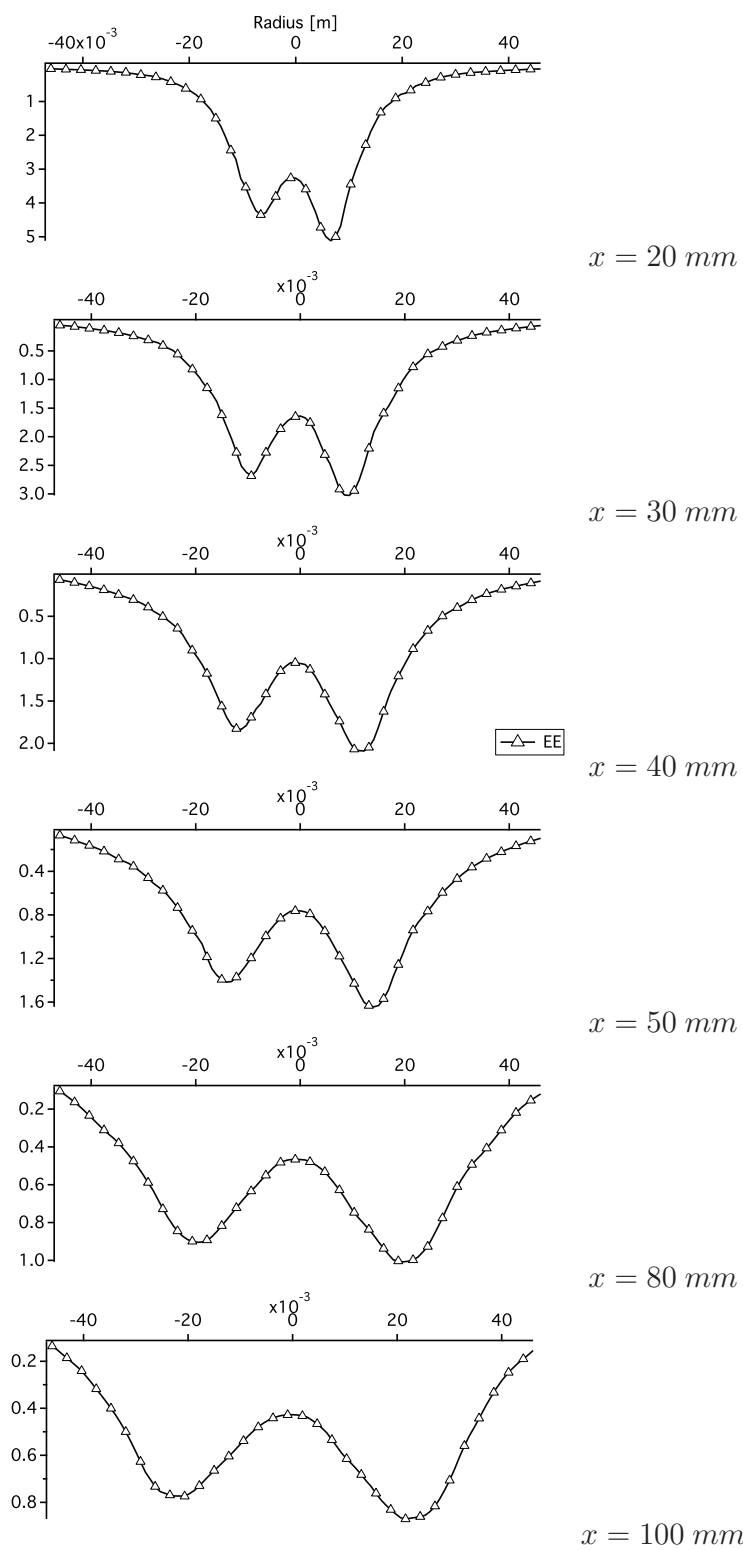 Radius [m]
-40x10-3 -20 0 20 40
1
2
3
4
5
x = 20 mm
x10-3
-40 -20 0 20 40
0.5
1.0
1.5
2.0
2.5
3.0
x = 30 mm
x10-3
-40 -20 0 20 40
0.5
1.0
1.5
2.0
EE
x = 40 mm
x10-3
-40 -20 0 20 40
0.4
0.8
1.2
1.6
x = 50 mm
x10-3
-40 -20 0 20 40
0.2
0.4
0.6
0.8
1.0
x = 80 mm
x10-3
-40 -20 0 20 40
0.2
0.4
0.6
0.8
x = 100 mm